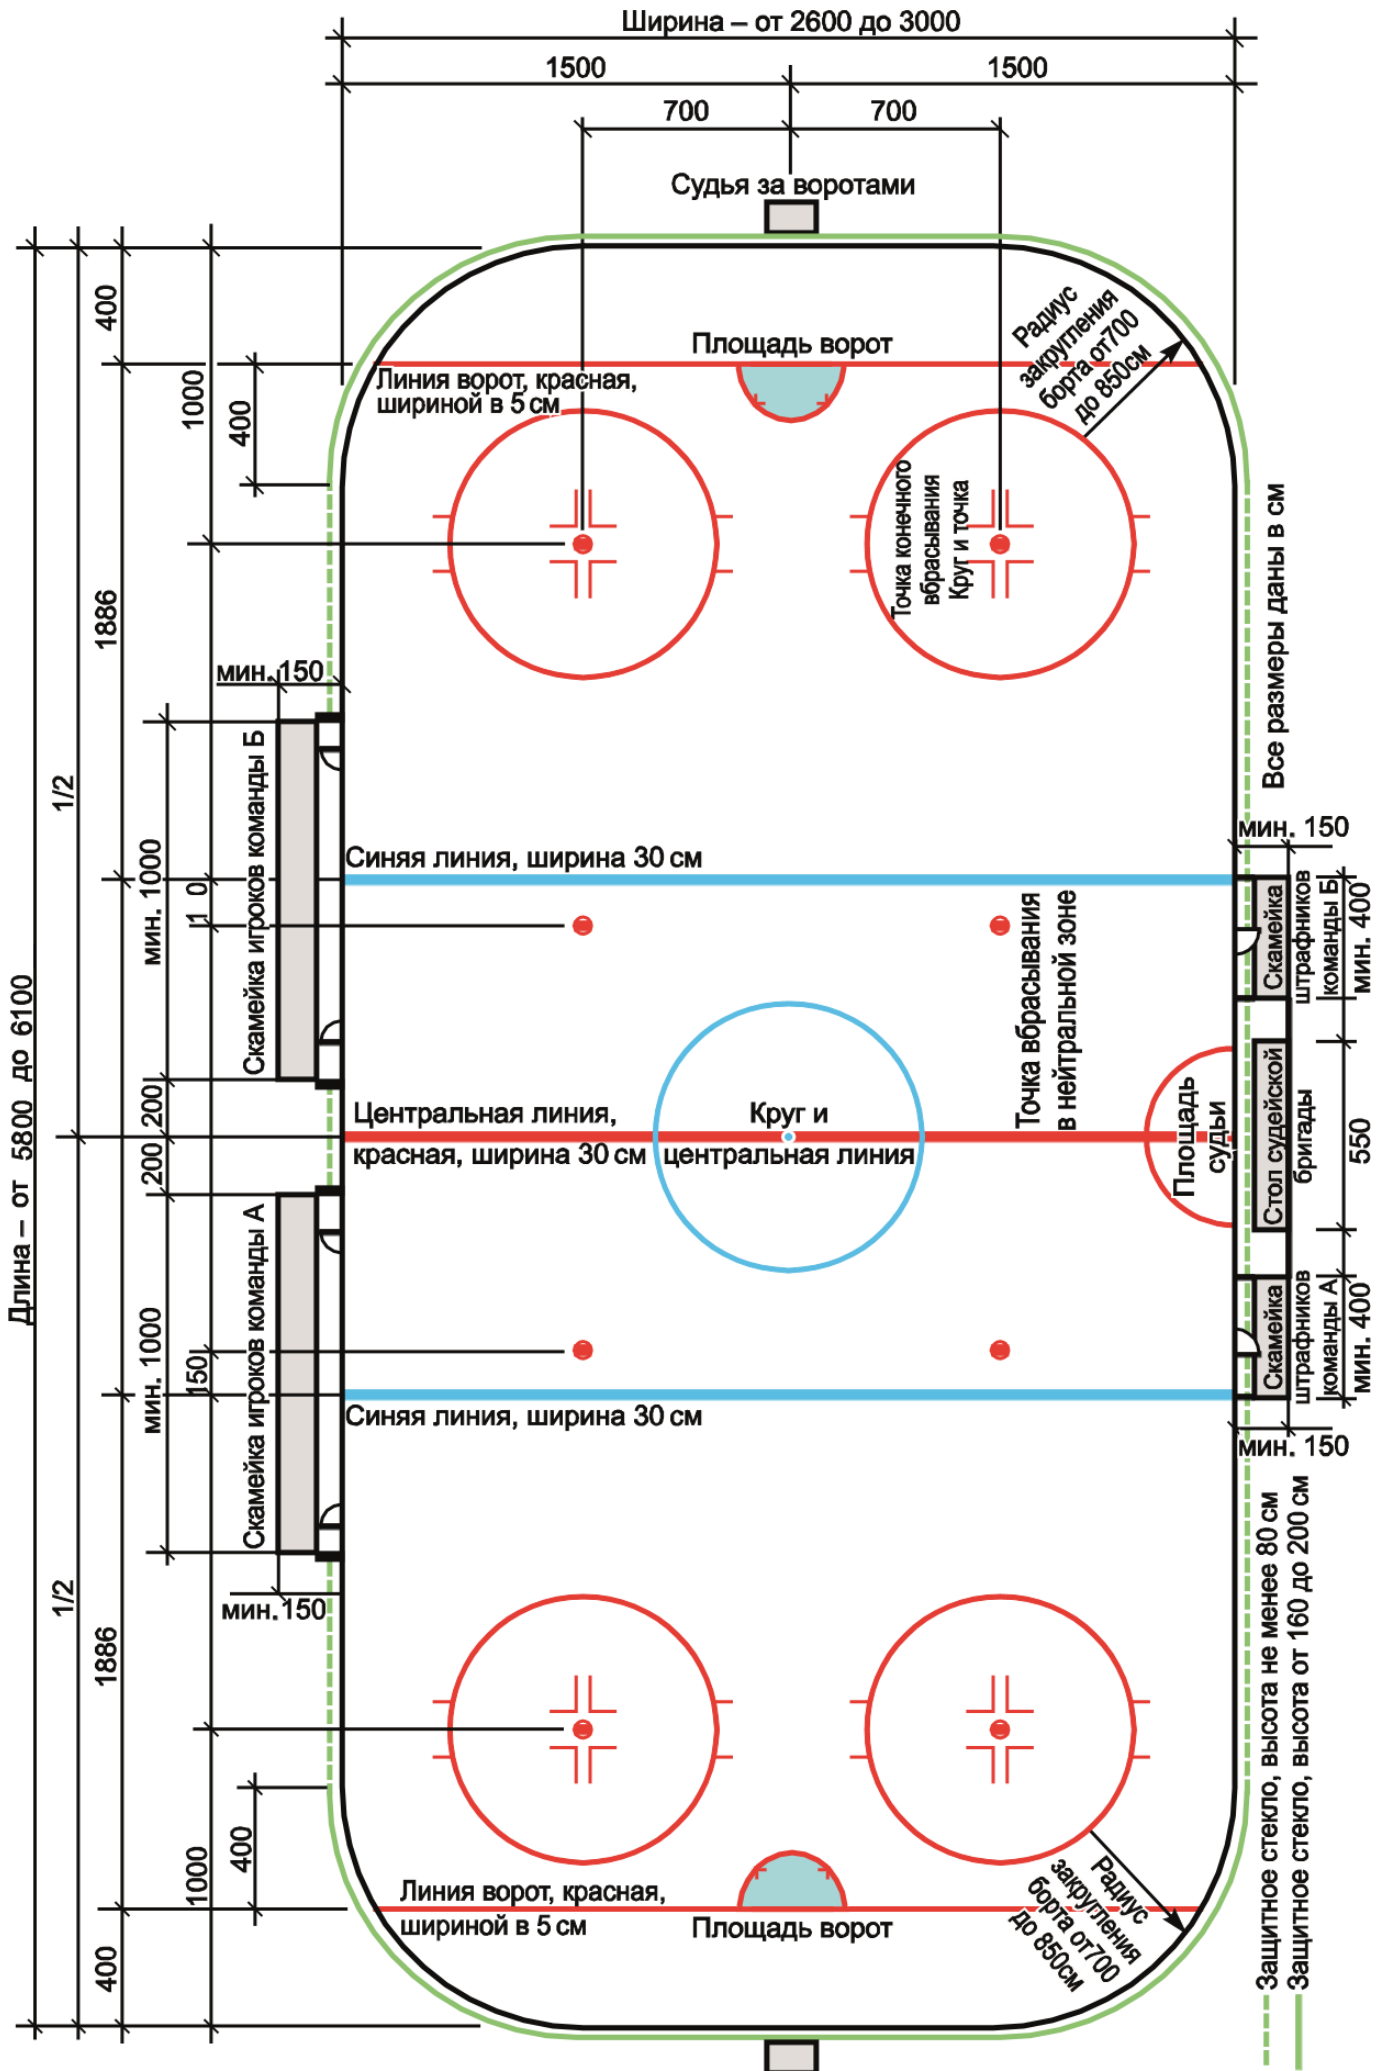 Ширина – от 2600 до 3000
1500
1500
700
700
Судья за воротами
400
1000
400
Площадь ворот
Линия ворот, красная,
шириной в 5 см
Радиус
закругления
борта от700
до 850см
Точка конечного
вбрасывания
Круг и точка
1886
мин. 150
Все размеры даны в см
1/2
Скамейка игроков команды Б
мин. 1000
1 0
Синяя линия, ширина 30 см
мин. 150
Скамейка
штрафников
команды Б
мин. 400
Точка вбрасывания
в нейтральной зоне
Длина – от 5800 до 6100
200
200
Центральная линия,
красная, ширина 30 см
Круг и
центральная линия
Площадь
судьи
Стол судейской
бригады
550
Скамейка игроков команды А
мин. 1000
150
Синяя линия, ширина 30 см
Скамейка
штрафников
команды А
мин. 400
мин. 150
1/2
мин. 150
1886
1000
400
400
Линия ворот, красная,
шириной в 5 см
Площадь ворот
Радиус
закругления
борта от700
до 850см
Защитное стекло, высота не менее 80 см
Защитное стекло, высота от 160 до 200 см